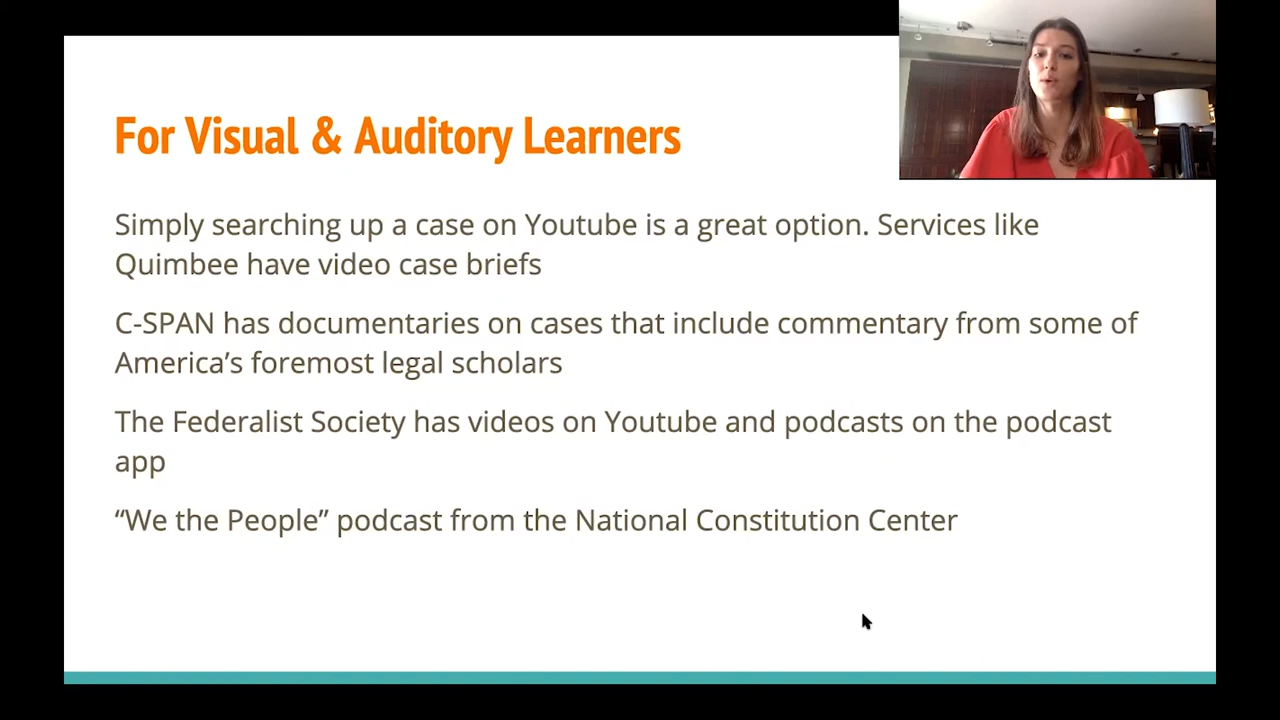 For Visual & Auditory Learners
Simply searching up a case on Youtube is a great option. Services like
Quimbee have video case briefs
C-SPAN has documentaries on cases that include commentary from some of
America’s foremost legal scholars
The Federalist Society has videos on Youtube and podcasts on the podcast
app
“We the People” podcast from the National Constitution Center